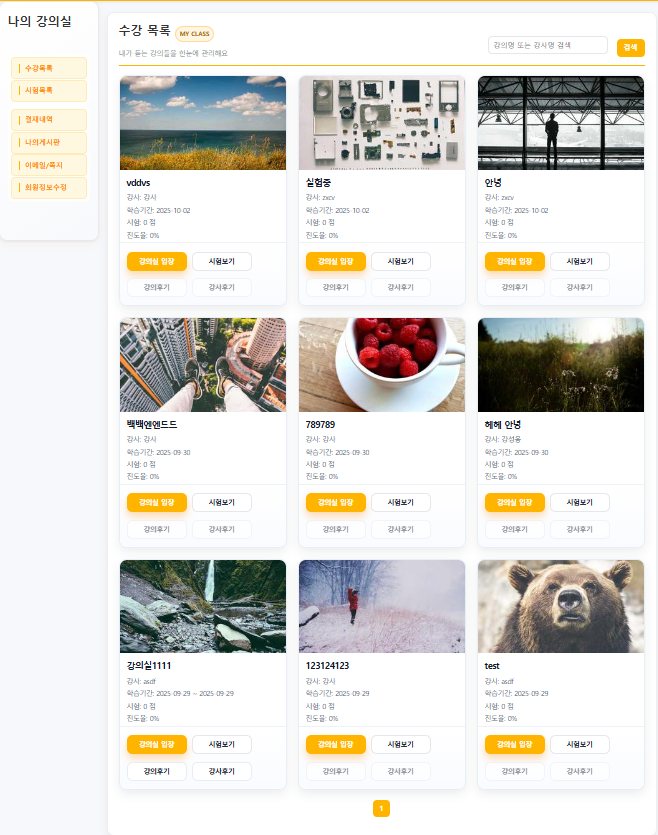 나의 강의실
수강목록
시험목록
결제내역
나의게시판
이메일/쪽지
회원정보수정
수강 목록 MY CLASS
내가 듣는 강의들을 한눈에 관리해요
강의명 또는 강사명 검색 검색
vddvs
강사: 강사
학습기간: 2025-10-02
시험: 0 점
진도율: 0%
강의실 입장 시험보기
강의후기 강사후기
실험중
강사: zxcv
학습기간: 2025-10-02
시험: 0 점
진도율: 0%
강의실 입장 시험보기
강의후기 강사후기
안녕
강사: zxcv
학습기간: 2025-10-02
시험: 0 점
진도율: 0%
강의실 입장 시험보기
강의후기 강사후기
백백엔엔드드
강사: 강사
학습기간: 2025-09-30
시험: 0 점
진도율: 0%
강의실 입장 시험보기
강의후기 강사후기
789789
강사: 강사
학습기간: 2025-09-30
시험: 0 점
진도율: 0%
강의실 입장 시험보기
강의후기 강사후기
헤헤 안녕
강사: 강성웅
학습기간: 2025-09-30
시험: 0 점
진도율: 0%
강의실 입장 시험보기
강의후기 강사후기
강의실1111
강사: asdf
학습기간: 2025-09-29 ~ 2025-09-29
시험: 0 점
진도율: 0%
강의실 입장 시험보기
강의후기 강사후기
123124123
강사: 강사
학습기간: 2025-09-29
시험: 0 점
진도율: 0%
강의실 입장 시험보기
강의후기 강사후기
test
강사: asdf
학습기간: 2025-09-29
시험: 0 점
진도율: 0%
강의실 입장 시험보기
강의후기 강사후기
1